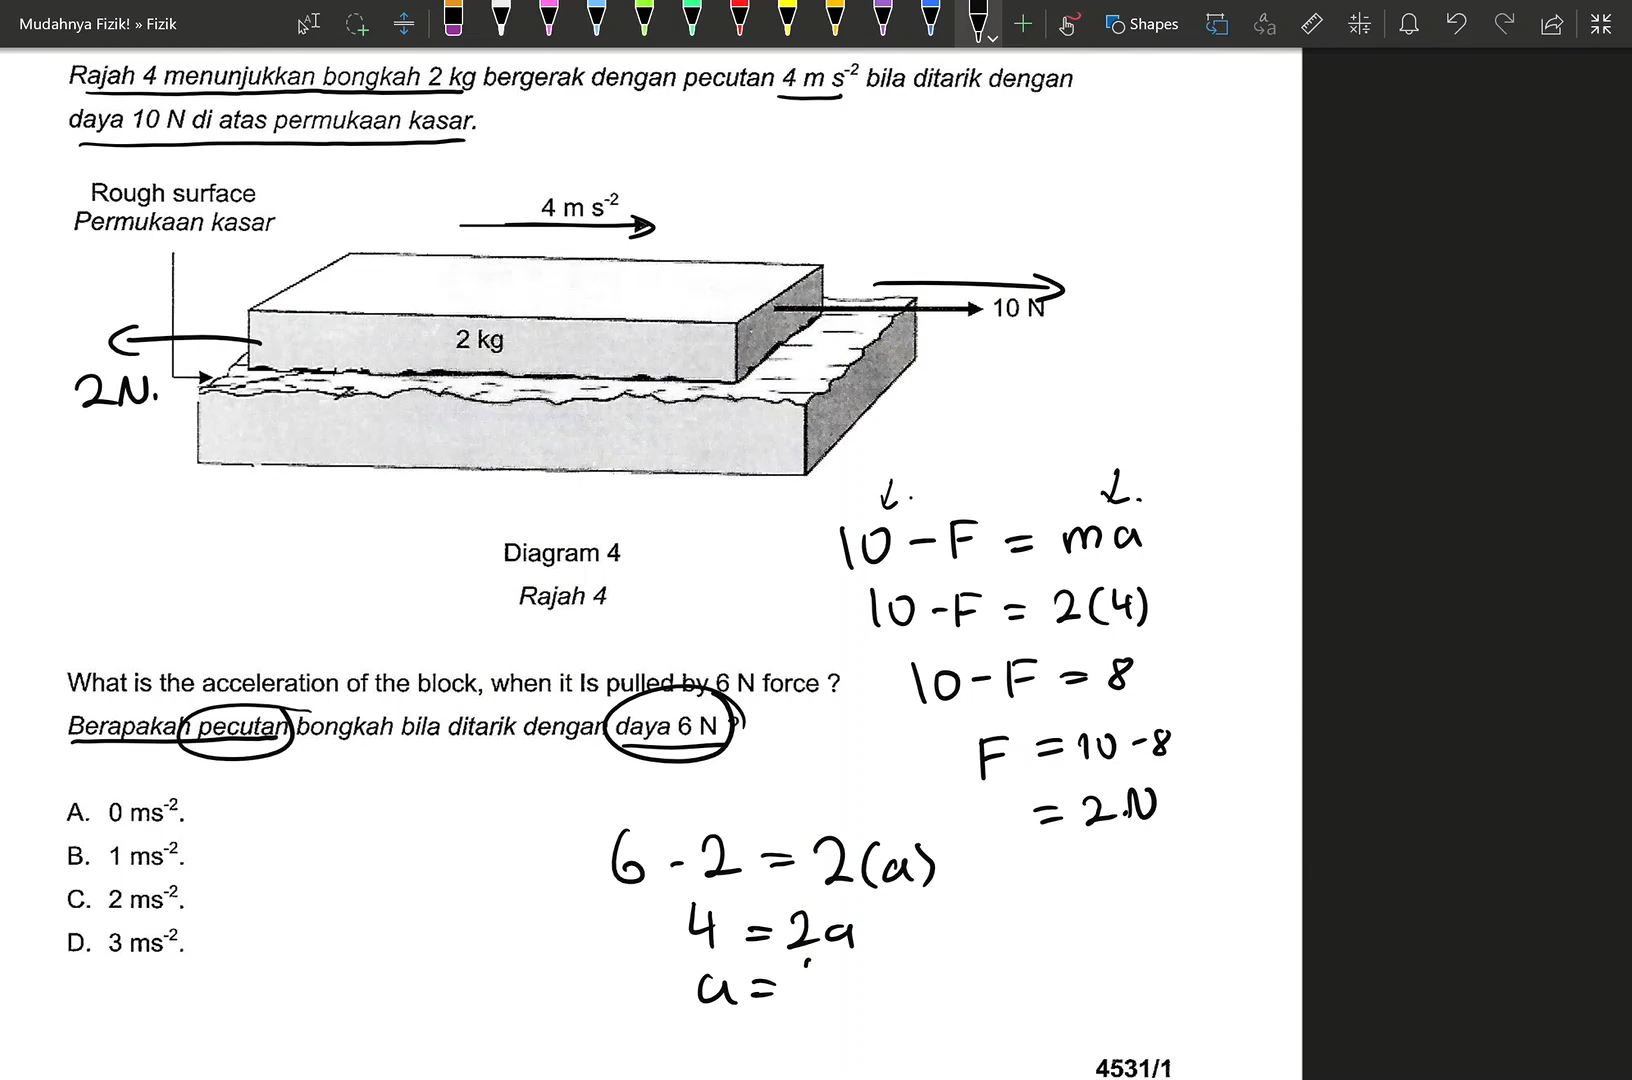 Mudahnya Fizik! » Fizik
Shapes
Rajah 4 menunjukkan bongkah 2 kg bergerak dengan pecutan 4 m s⁻² bila ditarik dengan
daya 10 N di atas permukaan kasar.
Rough surface
Permukaan kasar
4 m s⁻²
10 N
2 kg
2N.
Diagram 4
Rajah 4
10 - F = ma
10 - F = 2(4)
10 - F = 8
F = 10 - 8
= 2N
What is the acceleration of the block, when it Is pulled by 6 N force ?
Berapakah pecutan bongkah bila ditarik dengan daya 6 N ?
A. 0 ms⁻².
B. 1 ms⁻².
C. 2 ms⁻².
D. 3 ms⁻².
6 - 2 = 2(a)
4 = 2a
a =
4531/1